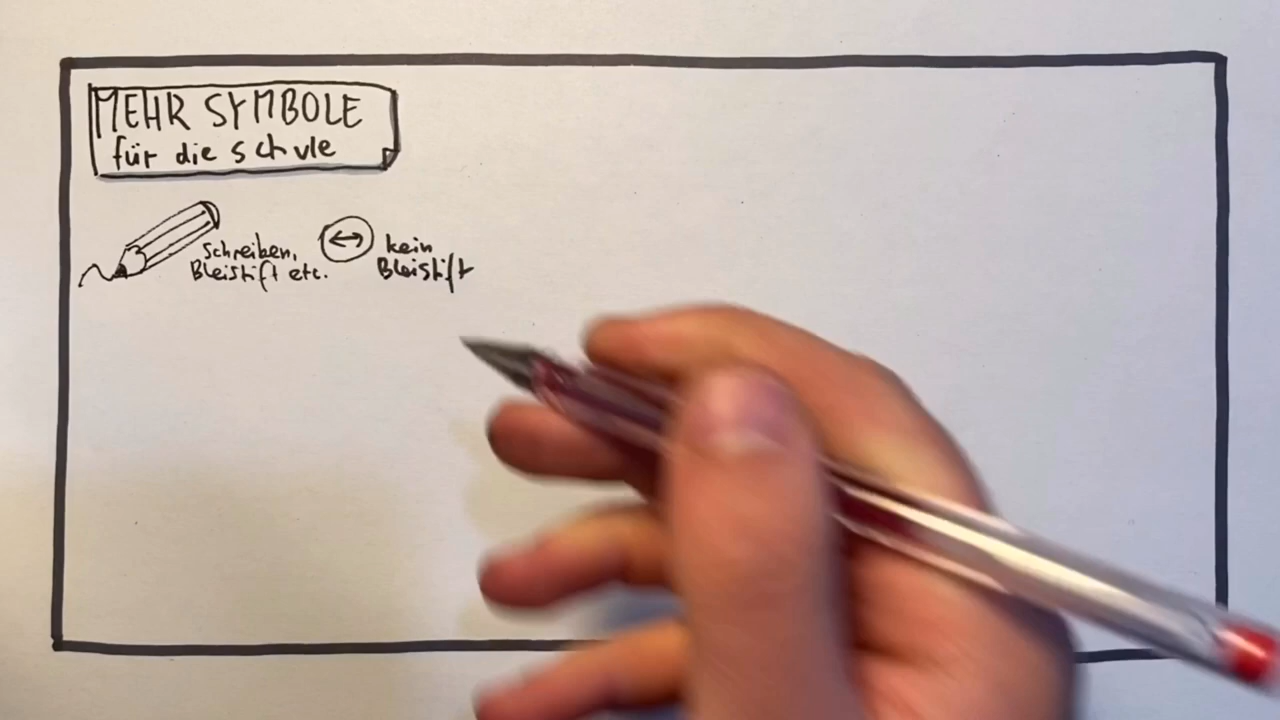 MEHR SYMBOLE
für die schule
schreiben,
Bleistift etc.
kein
Bleistift